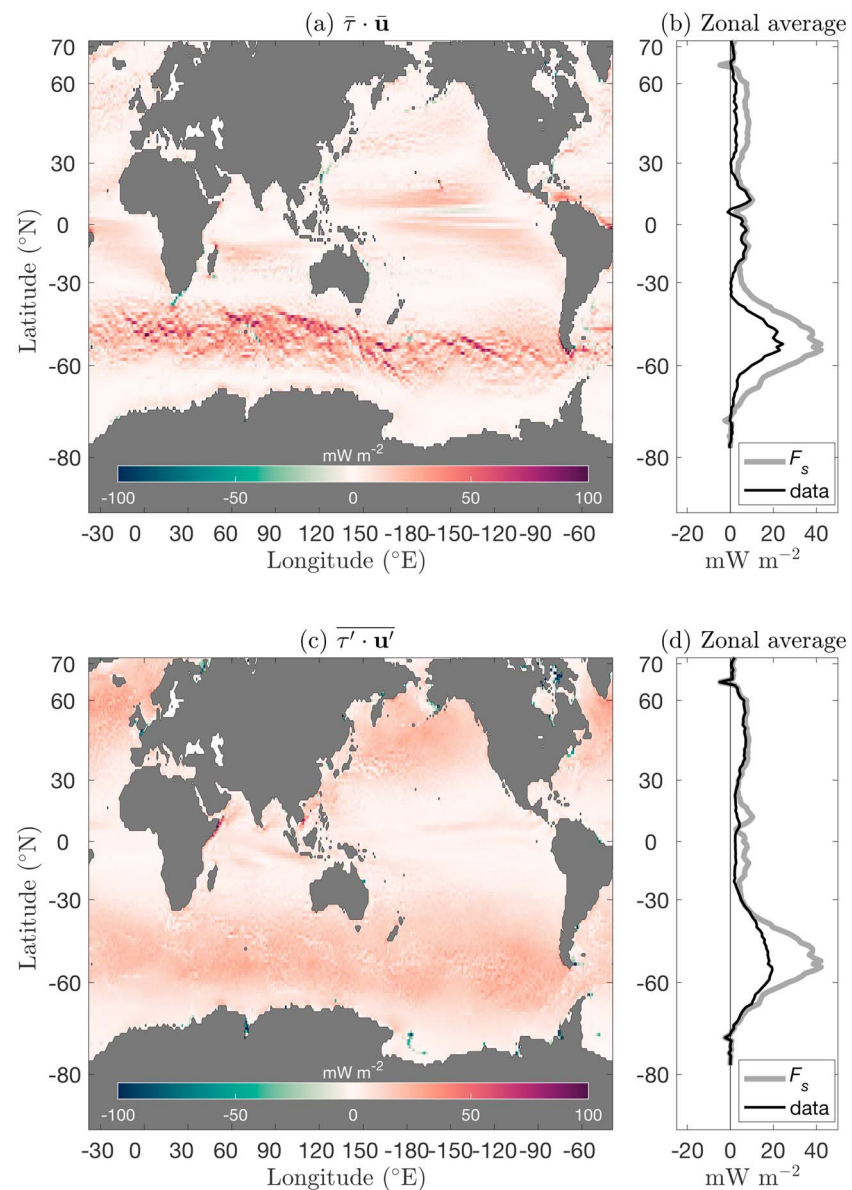 (a) τ̄ · ū
(b) Zonal average
70
60
30
0
-30
-60
-80
Latitude (°N)
mW m⁻²
-100 -50 0 50 100
-30 0 30 60 90 120 150 -180 -150 -120 -90 -60
Longitude (°E)
70
60
30
0
-30
-60
-80
F_s
data
-20 0 20 40
mW m⁻²
(c) \overline{τ′ · u′}
(d) Zonal average
70
60
30
0
-30
-60
-80
Latitude (°N)
mW m⁻²
-100 -50 0 50 100
-30 0 30 60 90 120 150 -180 -150 -120 -90 -60
Longitude (°E)
70
60
30
0
-30
-60
-80
F_s
data
-20 0 20 40
mW m⁻²